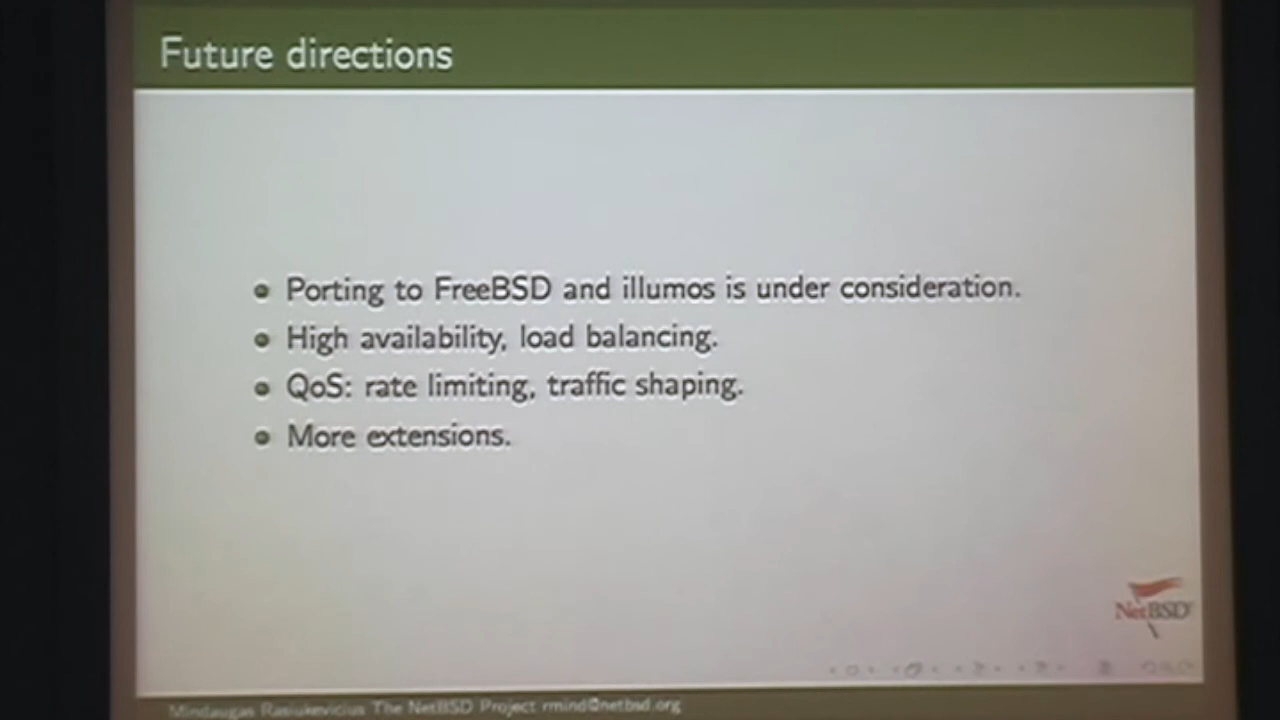 Future directions
Porting to FreeBSD and illumos is under consideration.
High availability, load balancing.
QoS: rate limiting, traffic shaping.
More extensions.
NetBSD
Mindaugas Rasiukevicius The NetBSD Project rmind@netbsd.org